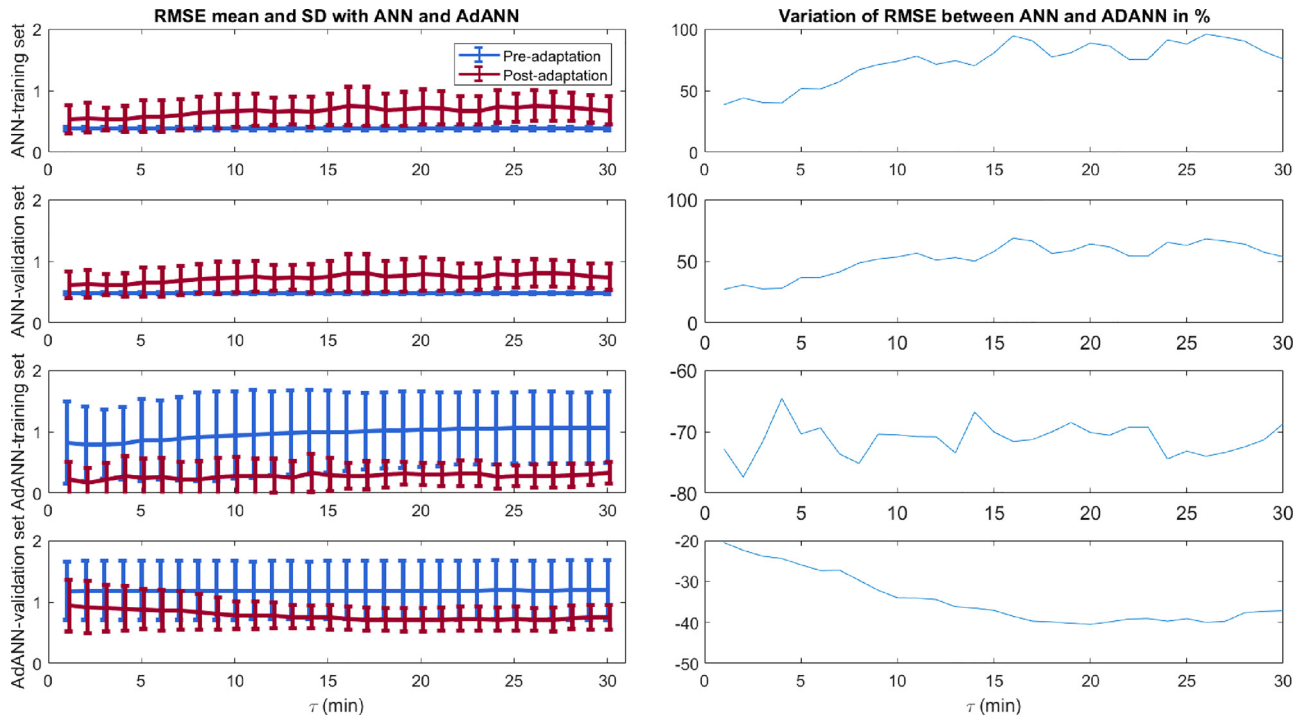 RMSE mean and SD with ANN and AdANN
Variation of RMSE between ANN and ADANN in %
ANN-training set
2
1
0
0 5 10 15 20 25 30
Pre-adaptation
Post-adaptation
100
50
0
0 5 10 15 20 25 30
ANN-validation set
2
1
0
0 5 10 15 20 25 30
100
50
0
0 5 10 15 20 25 30
AdANN-training set
2
1
0
0 5 10 15 20 25 30
-60
-70
-80
0 5 10 15 20 25 30
AdANN-validation set
2
1
0
0 5 10 15 20 25 30
τ (min)
-20
-30
-40
-50
0 5 10 15 20 25 30
τ (min)